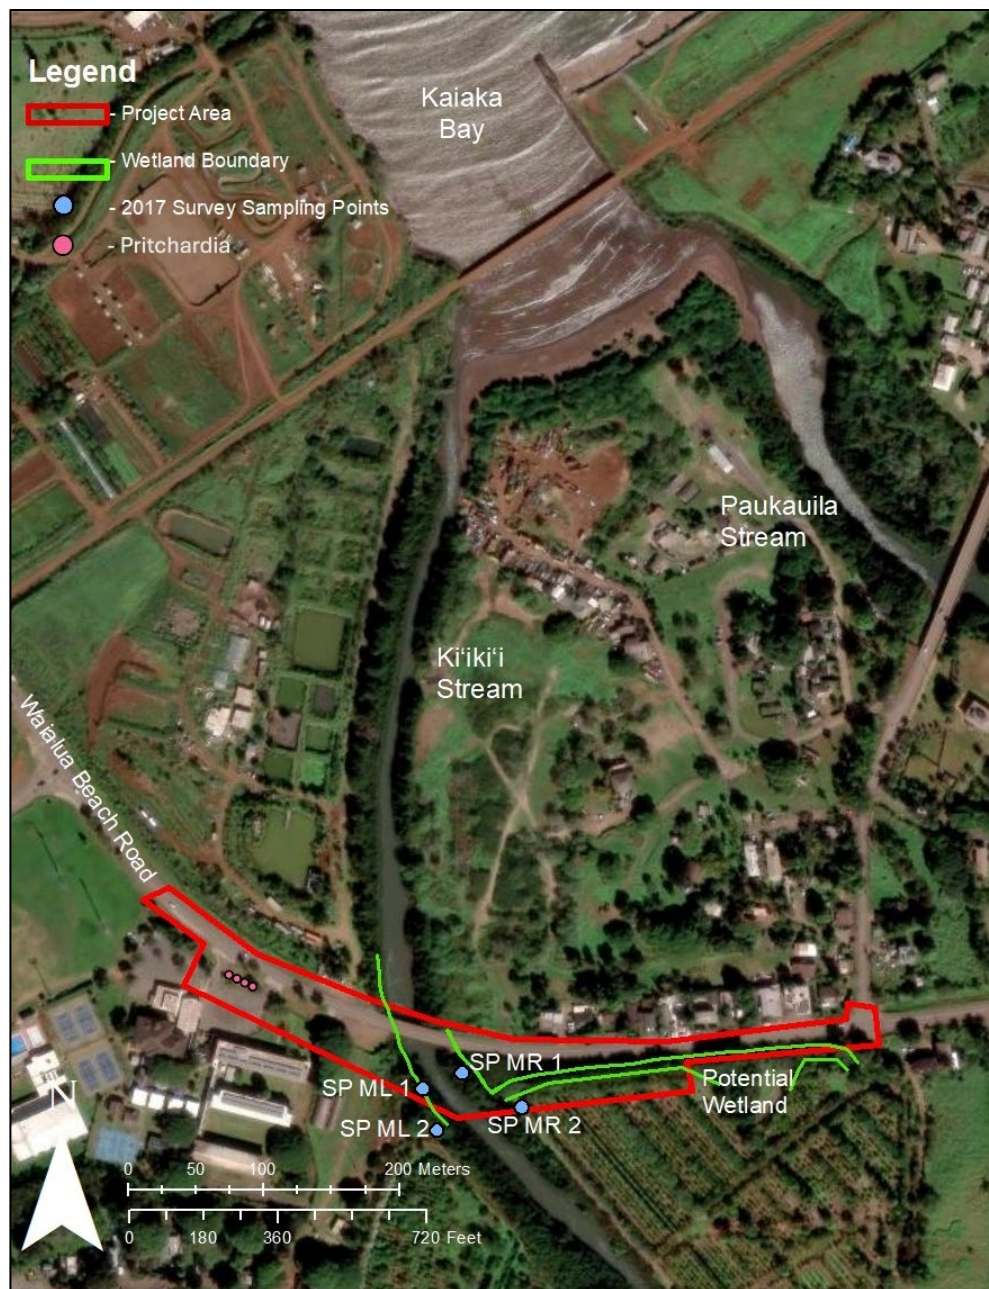 Legend
- Project Area
- Wetland Boundary
- 2017 Survey Sampling Points
- Pritchardia
Kaiaka
Bay
Paukauila
Stream
Ki‘iki‘i
Stream
Waialua Beach Road
SP MR 1
SP ML 1
Potential
Wetland
SP MR 2
SP ML 2
N
0 50 100 200 Meters
0 180 360 720 Feet